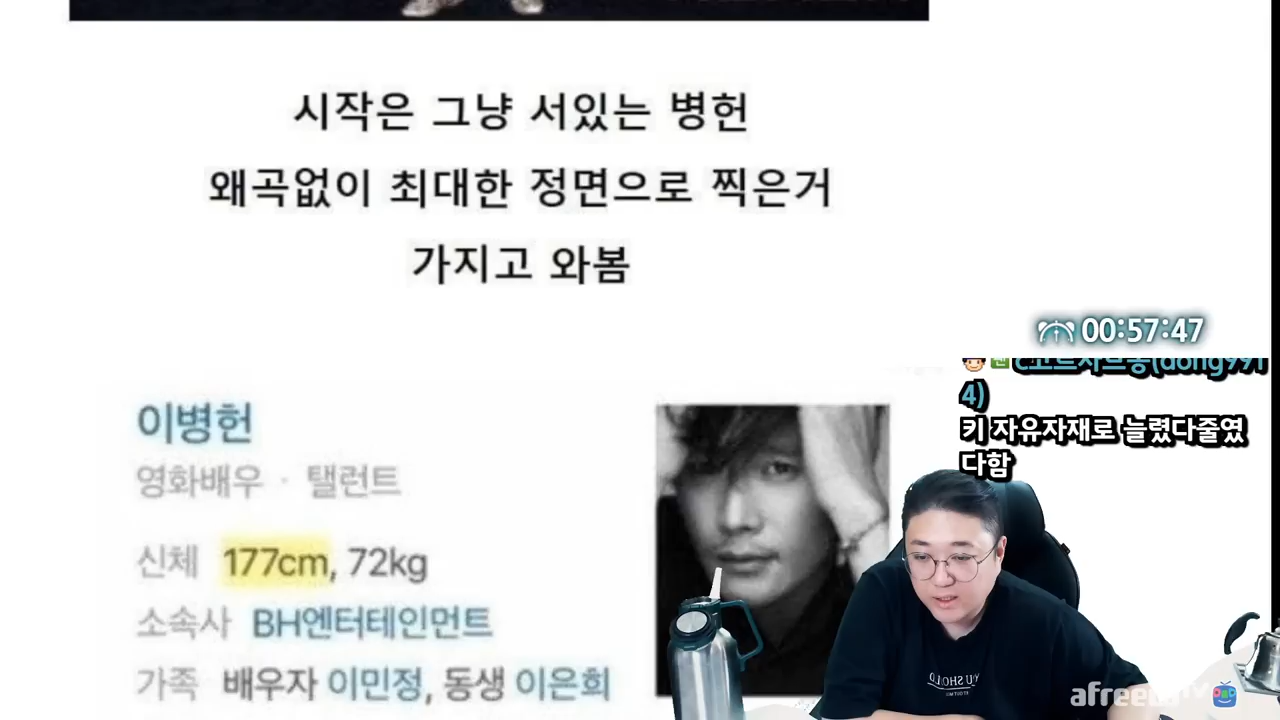 시작은 그냥 서있는 병헌
왜곡없이 최대한 정면으로 찍은거
가지고 와봄
00:57:47
4)
키 자유자재로 늘렸다줄였
다함
이병헌
영화배우 · 탤런트
신체 177cm, 72kg
소속사 BH엔터테인먼트
가족 배우자 이민정, 동생 이은희